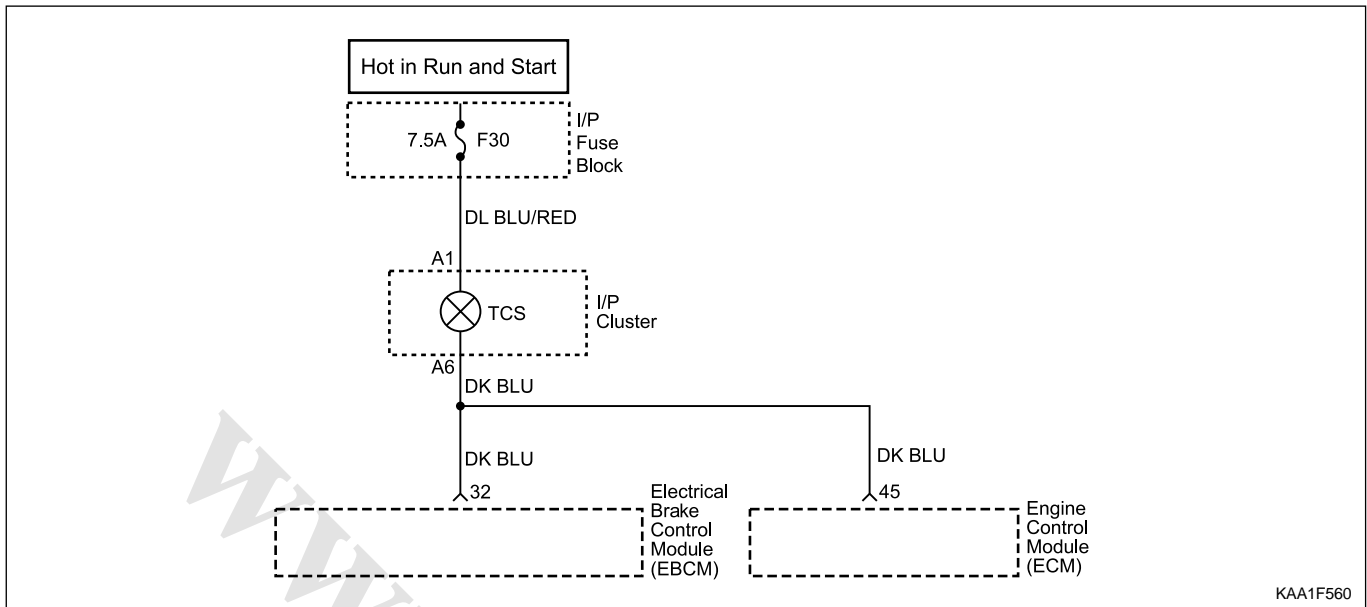 Hot in Run and Start
I/P
Fuse
Block
7.5A
F30
DL BLU/RED
A1
TCS
I/P
Cluster
A6
DK BLU
DK BLU
DK BLU
32
45
Electrical
Brake
Control
Module
(EBCM)
Engine
Control
Module
(ECM)
KAA1F560